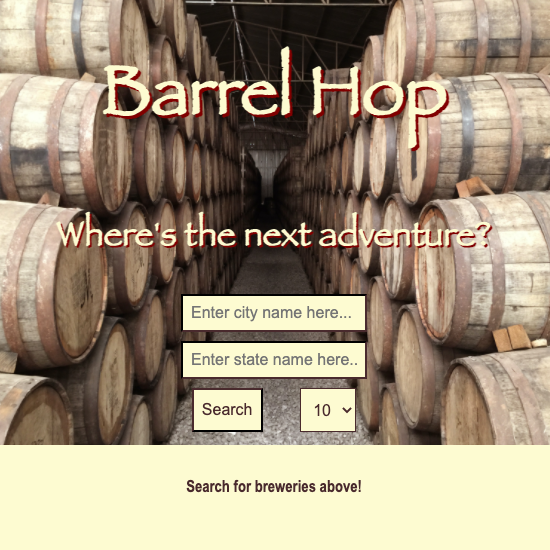 Barrel Hop
Where's the next adventure?
Enter city name here...
Enter state name here..
Search
10
Search for breweries above!